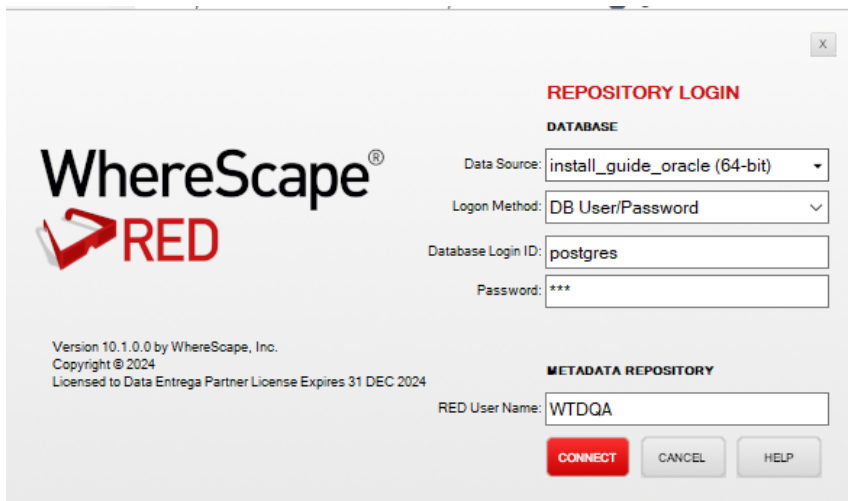 X
REPOSITORY LOGIN
DATABASE
WhereScape®
RED
Data Source: install_guide_oracle (64-bit)
Logon Method: DB User/Password
Database Login ID: postgres
Password: ***
Version 10.1.0.0 by WhereScape, Inc.
Copyright © 2024
Licensed to Data Entrega Partner License Expires 31 DEC 2024
METADATA REPOSITORY
RED User Name: WTDQA
CONNECT CANCEL HELP